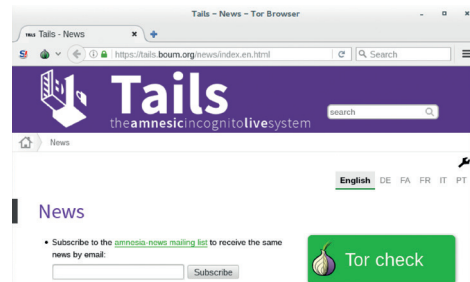 Tails – News – Tor Browser
Tails - News
https://tails.boum.org/news/index.en.html
Search
Tails
theamnesicincognitolivesystem
search
News
English DE FA FR IT PT
News
Subscribe to the amnesia-news mailing list to receive the same
news by email:
Subscribe
Tor check